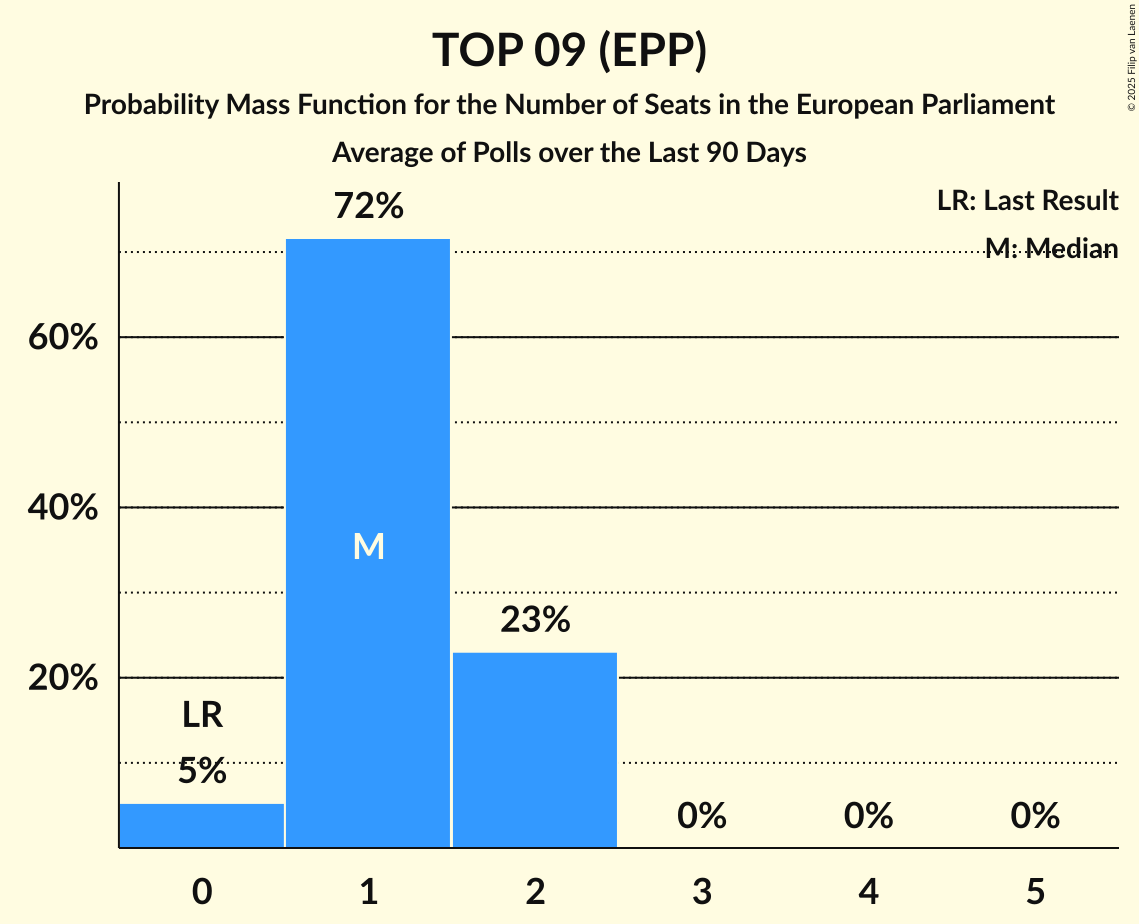 TOP 09 (EPP)
Probability Mass Function for the Number of Seats in the European Parliament
Average of Polls over the Last 90 Days
© 2025 Filip van Laenen
LR: Last Result
M: Median
72%
60%
40%
M
23%
20%
LR
5%
0%
0%
0%
0
1
2
3
4
5